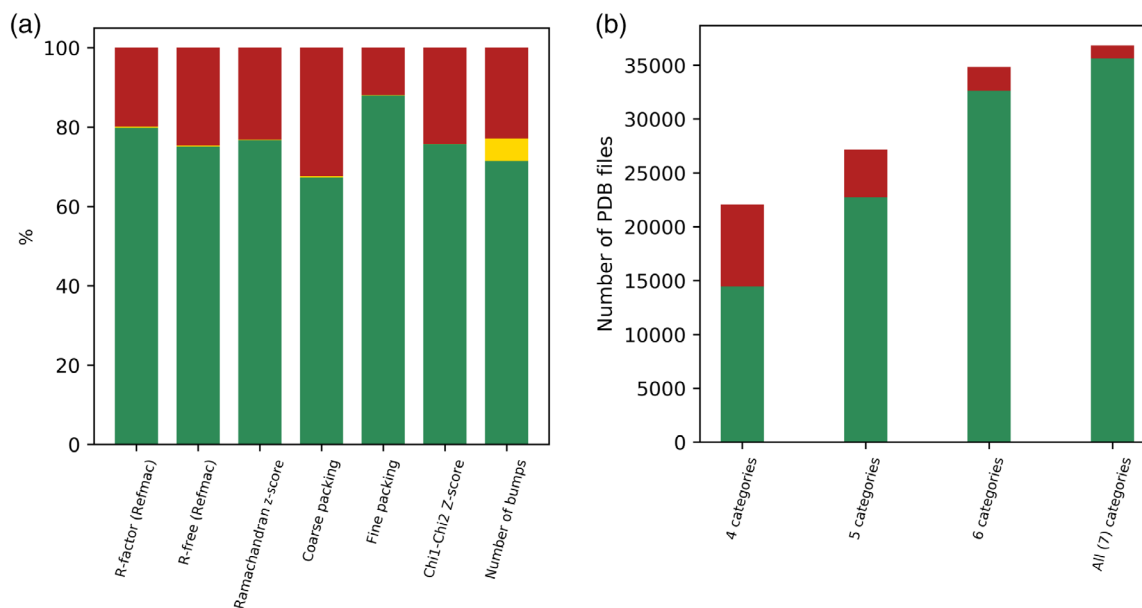 (a)
100
80
60
40
20
0
%
R-factor (Refmac)
R-free (Refmac)
Ramachandran z-score
Coarse packing
Fine packing
Chi1-Chi2 Z-score
Number of bumps
(b)
35000
30000
25000
20000
15000
10000
5000
0
Number of PDB files
4 categories
5 categories
6 categories
All (7) categories